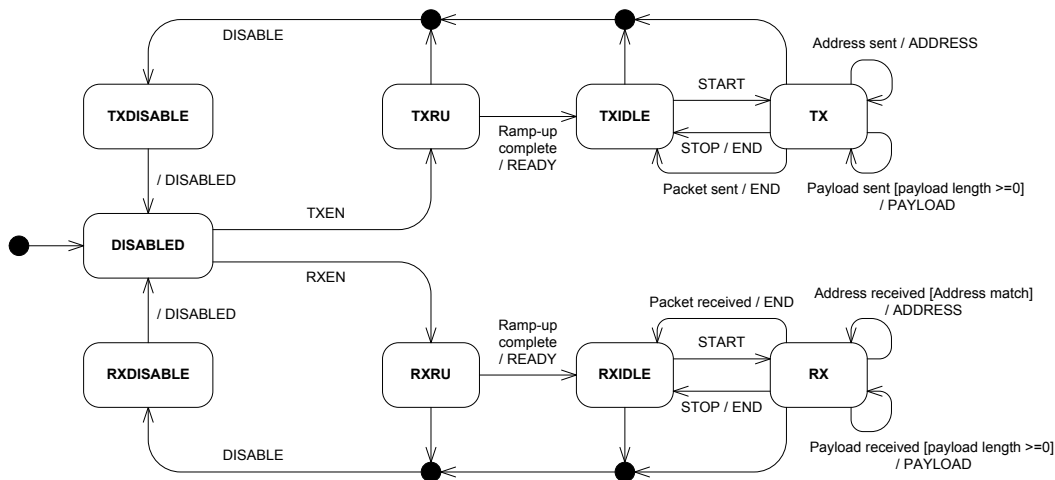 DISABLE
Address sent / ADDRESS
START
TXDISABLE
TXRU
TXIDLE
TX
Ramp-up
complete
/ READY
STOP / END
/ DISABLED
Packet sent / END
Payload sent [payload length >=0]
/ PAYLOAD
TXEN
DISABLED
RXEN
/ DISABLED
Packet received / END
Address received [Address match]
/ ADDRESS
Ramp-up
complete
/ READY
START
RXDISABLE
RXRU
RXIDLE
RX
STOP / END
DISABLE
Payload received [payload length >=0]
/ PAYLOAD